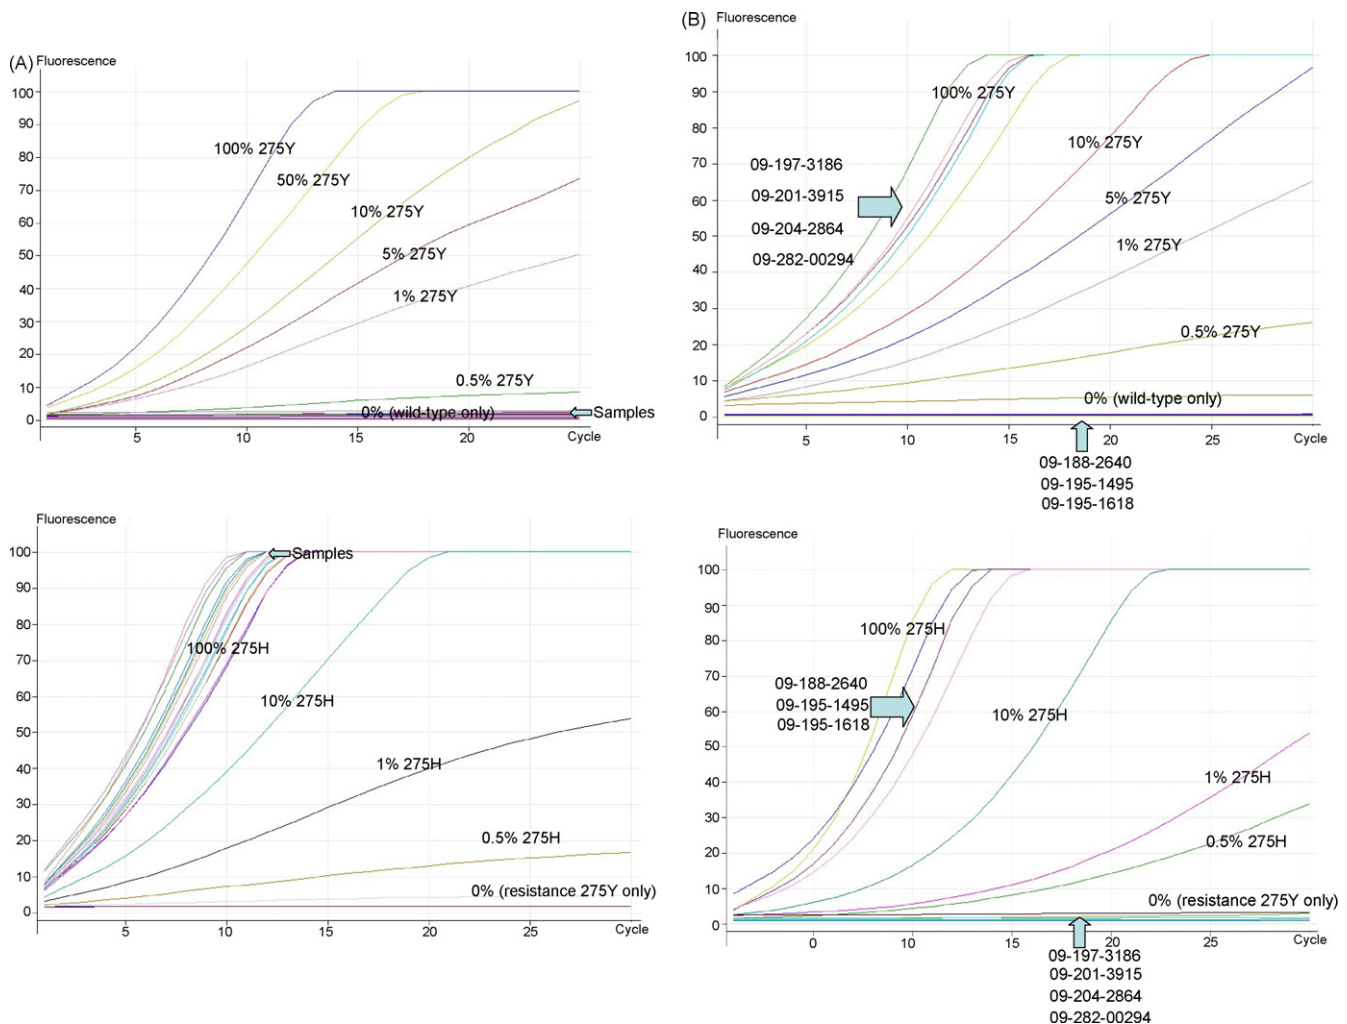 (A) Fluorescence
100
90
80
70
60
50
40
30
20
10
0
100% 275Y
50% 275Y
10% 275Y
5% 275Y
1% 275Y
0.5% 275Y
0% (wild-type only)
Samples
5 10 15 20 Cycle
(B) Fluorescence
100
90
80
70
60
50
40
30
20
10
0
100% 275Y
10% 275Y
5% 275Y
1% 275Y
0.5% 275Y
0% (wild-type only)
09-197-3186
09-201-3915
09-204-2864
09-282-00294
5 10 15 20 25 Cycle
09-188-2640
09-195-1495
09-195-1618
Fluorescence
100
90
80
70
60
50
40
30
20
10
0
Samples
100% 275H
10% 275H
1% 275H
0.5% 275H
0% (resistance 275Y only)
5 10 15 20 25 Cycle
Fluorescence
100
90
80
70
60
50
40
30
20
10
0
100% 275H
09-188-2640
09-195-1495
09-195-1618
10% 275H
1% 275H
0.5% 275H
0% (resistance 275Y only)
0 10 15 20 25 Cycle
09-197-3186
09-201-3915
09-204-2864
09-282-00294